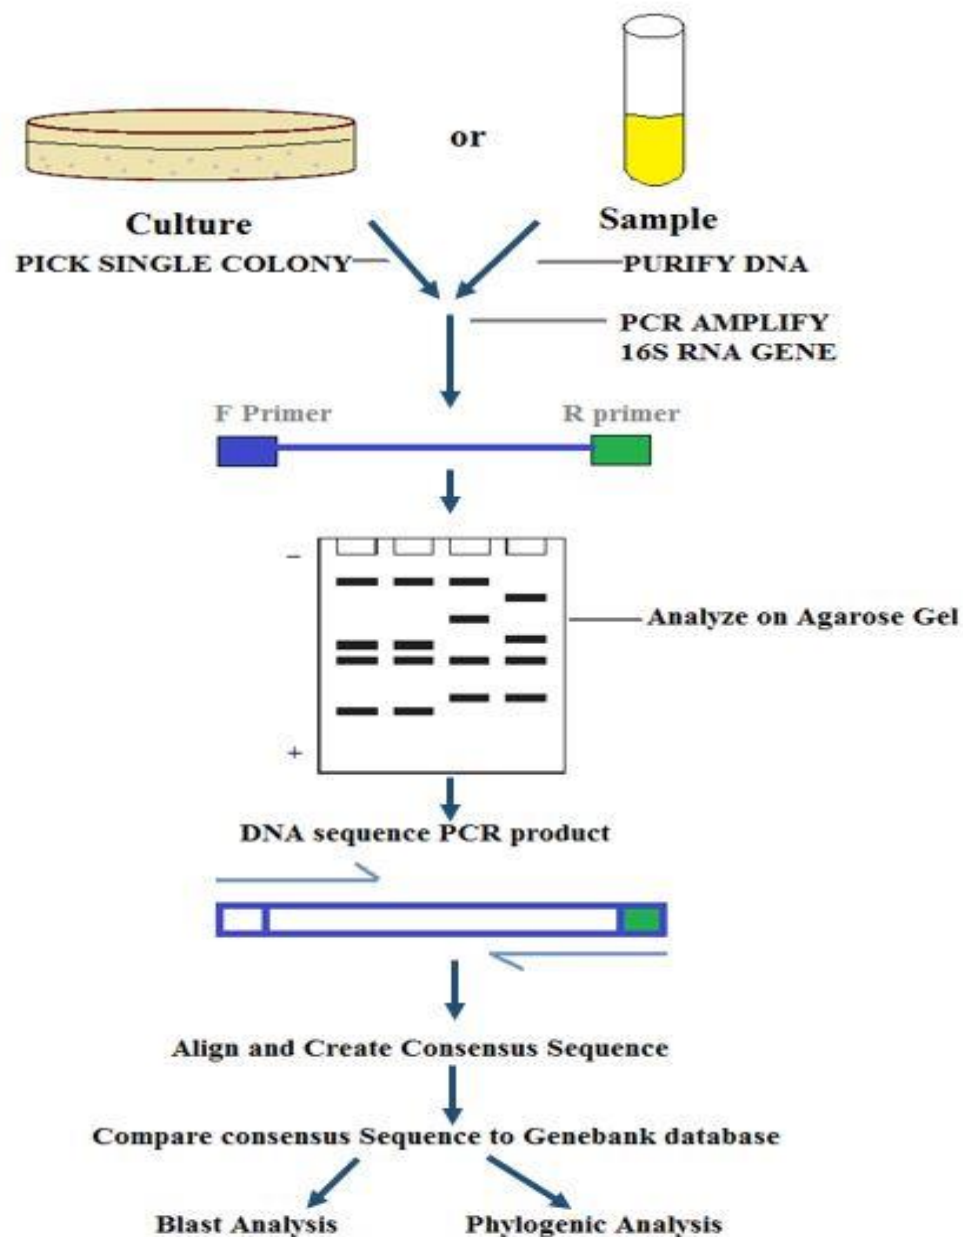 or
Culture
Sample
PICK SINGLE COLONY
PURIFY DNA
PCR AMPLIFY
16S RNA GENE
F Primer
R primer
−
Analyze on Agarose Gel
+
DNA sequence PCR product
Align and Create Consensus Sequence
Compare consensus Sequence to Genebank database
Blast Analysis
Phylogenic Analysis